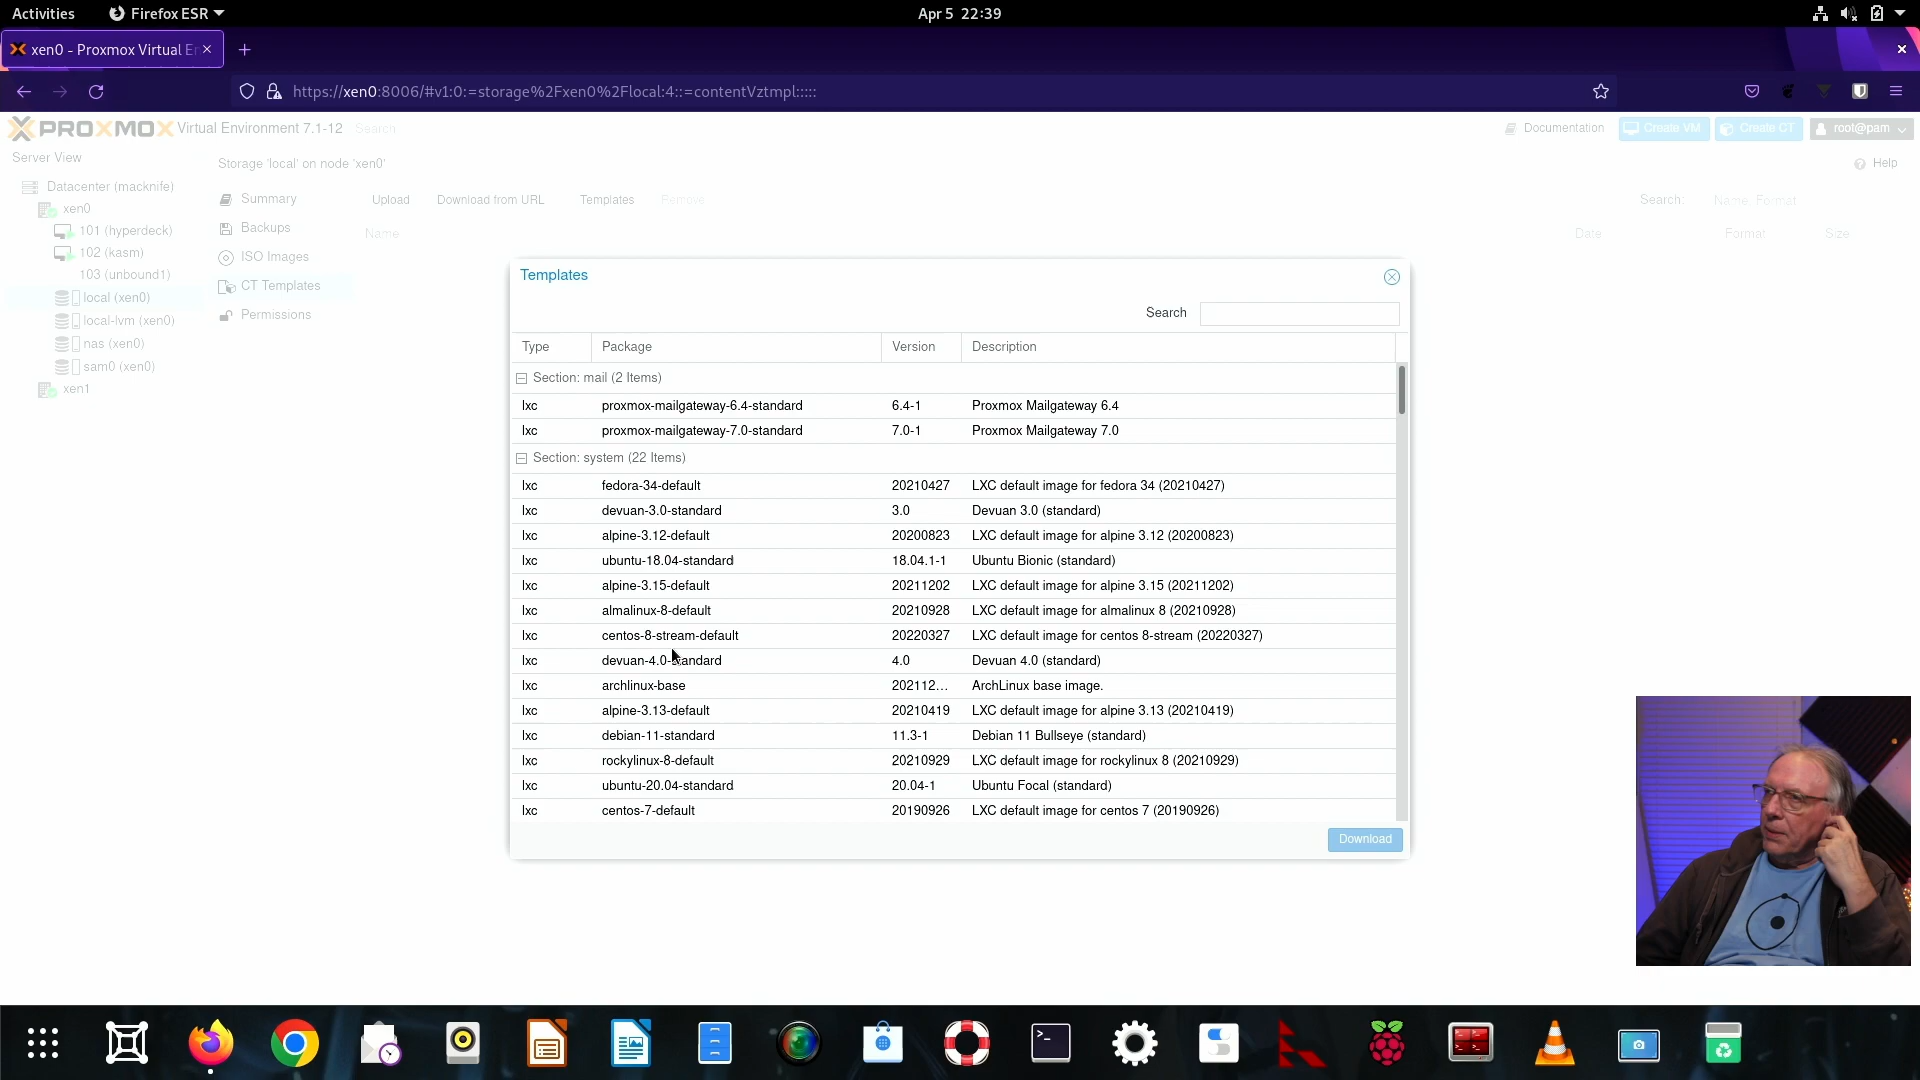 Activities
Firefox ESR
Apr 5 22:39
xen0 - Proxmox Virtual E
https://xen0:8006/#v1:0:=storage%2Fxen0%2Flocal:4::=contentVztmpl:::::
PROXMOX Virtual Environment 7.1-12 Search
Documentation Create VM Create CT root@pam
Server View
Storage 'local' on node 'xen0'
Help
Datacenter (macknife)
xen0
101 (hyperdeck)
102 (kasm)
103 (unbound1)
local (xen0)
local-lvm (xen0)
nas (xen0)
sam0 (xen0)
xen1
Summary
Backups
ISO Images
CT Templates
Permissions
Upload Download from URL Templates Remove
Search: Name, Format
Name Date Format Size
Templates
Search
Type Package Version Description
Section: mail (2 Items)
lxc proxmox-mailgateway-6.4-standard 6.4-1 Proxmox Mailgateway 6.4
lxc proxmox-mailgateway-7.0-standard 7.0-1 Proxmox Mailgateway 7.0
Section: system (22 Items)
lxc fedora-34-default 20210427 LXC default image for fedora 34 (20210427)
lxc devuan-3.0-standard 3.0 Devuan 3.0 (standard)
lxc alpine-3.12-default 20200823 LXC default image for alpine 3.12 (20200823)
lxc ubuntu-18.04-standard 18.04.1-1 Ubuntu Bionic (standard)
lxc alpine-3.15-default 20211202 LXC default image for alpine 3.15 (20211202)
lxc almalinux-8-default 20210928 LXC default image for almalinux 8 (20210928)
lxc centos-8-stream-default 20220327 LXC default image for centos 8-stream (20220327)
lxc devuan-4.0-standard 4.0 Devuan 4.0 (standard)
lxc archlinux-base 202112... ArchLinux base image.
lxc alpine-3.13-default 20210419 LXC default image for alpine 3.13 (20210419)
lxc debian-11-standard 11.3-1 Debian 11 Bullseye (standard)
lxc rockylinux-8-default 20210929 LXC default image for rockylinux 8 (20210929)
lxc ubuntu-20.04-standard 20.04-1 Ubuntu Focal (standard)
lxc centos-7-default 20190926 LXC default image for centos 7 (20190926)
Download